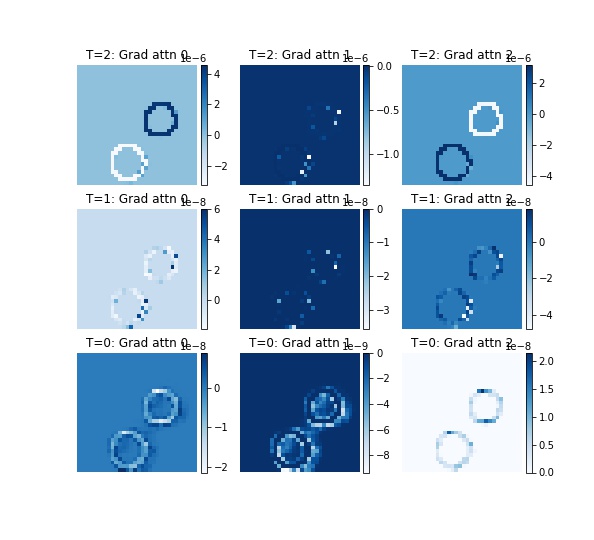 T=2: Grad attn 0
1e−6
4
2
0
−2
T=2: Grad attn 1
1e−6
0.0
−0.5
−1.0
T=2: Grad attn 2
1e−6
2
0
−2
−4
T=1: Grad attn 0
1e−8
6
4
2
0
T=1: Grad attn 1
1e−8
0
−1
−2
−3
T=1: Grad attn 2
1e−8
0
−2
−4
T=0: Grad attn 0
1e−8
0
−1
−2
T=0: Grad attn 1
1e−9
0
−2
−4
−6
−8
T=0: Grad attn 2
1e−8
2.0
1.5
1.0
0.5
0.0